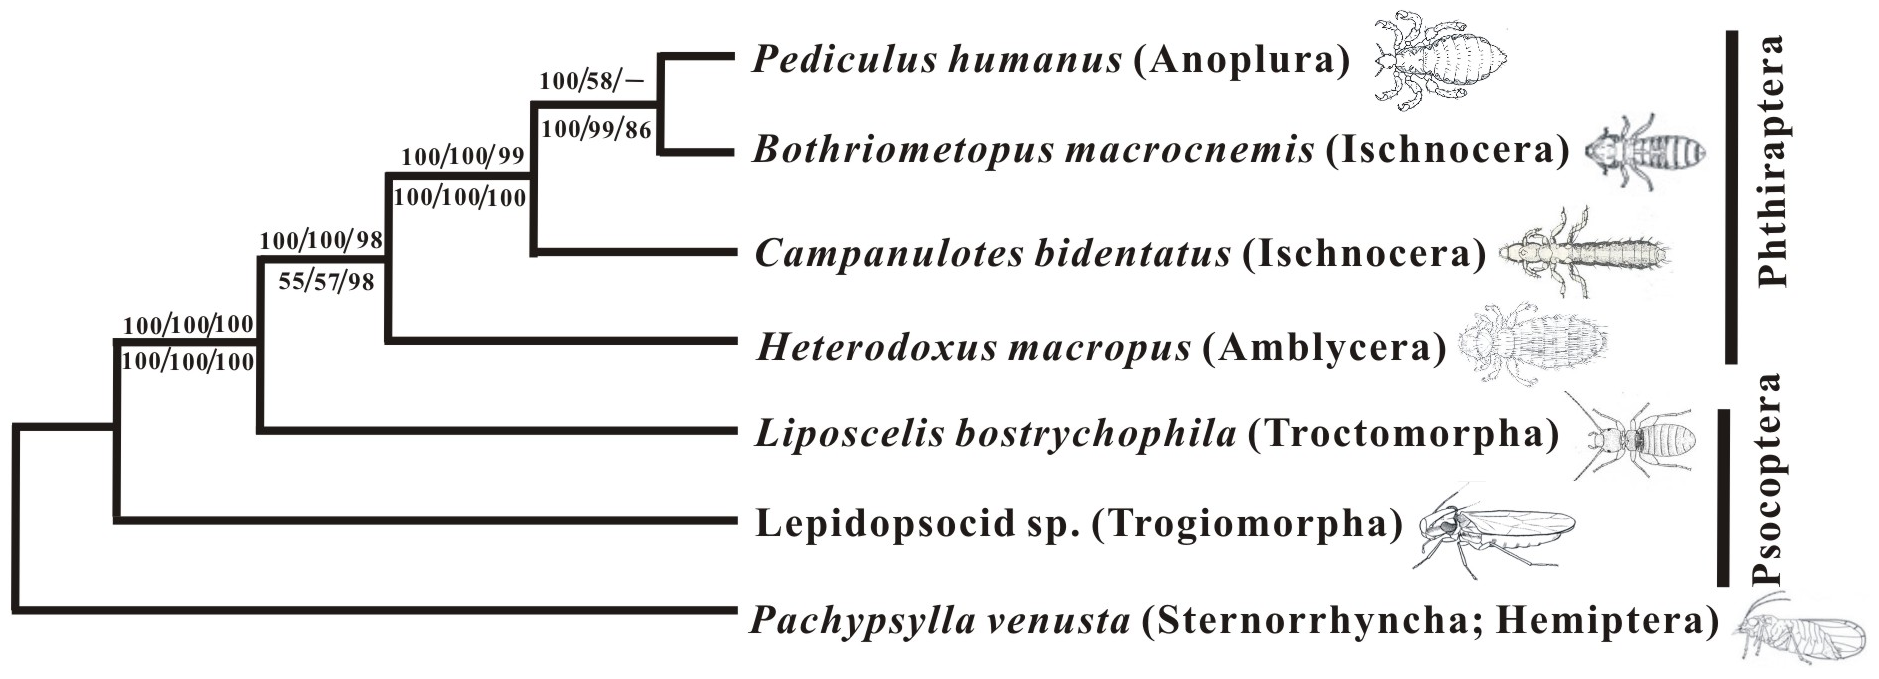 Pediculus humanus (Anoplura)
100/58/–
100/99/86
Bothriometopus macrocnemis (Ischnocera)
100/100/99
100/100/100
Campanulotes bidentatus (Ischnocera)
Phthiraptera
100/100/98
55/57/98
Heterodoxus macropus (Amblycera)
100/100/100
100/100/100
Liposcelis bostrychophila (Troctomorpha)
Lepidopsocid sp. (Trogiomorpha)
Psocoptera
Pachypsylla venusta (Sternorrhyncha; Hemiptera)